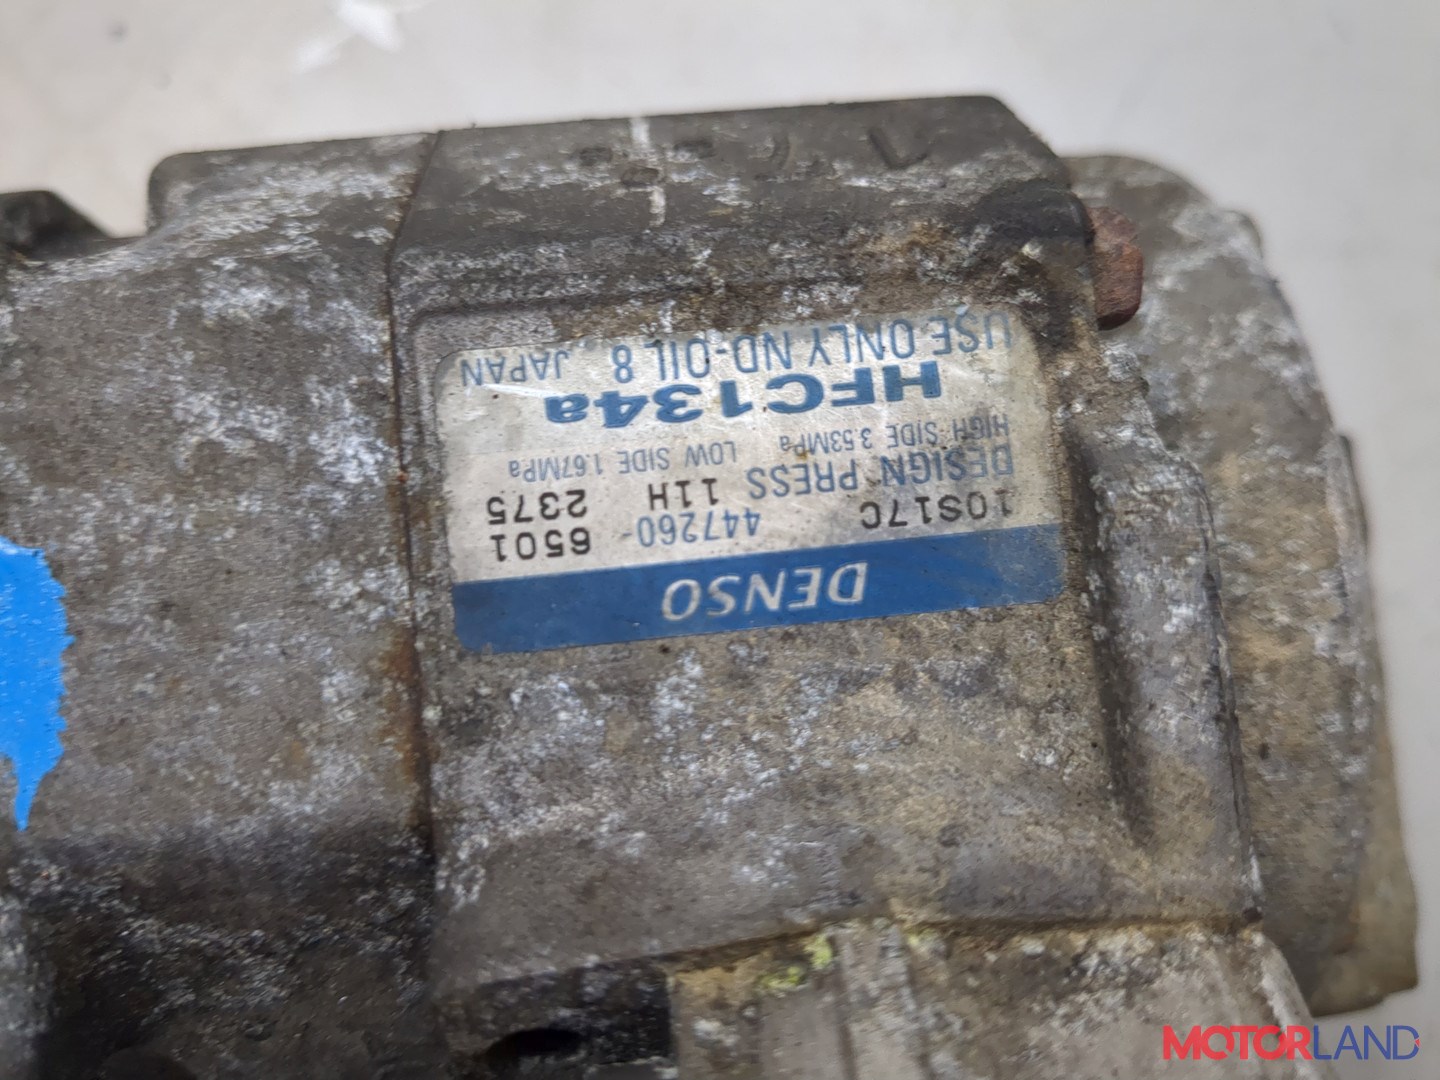 DENSO
10S17C 447260-6501
11H 2375
DESIGN PRESS
HIGH SIDE 3.53MPa LOW SIDE 1.67MPa
HFC134a
USE ONLY ND-OIL 8 JAPAN
MOTORLAND